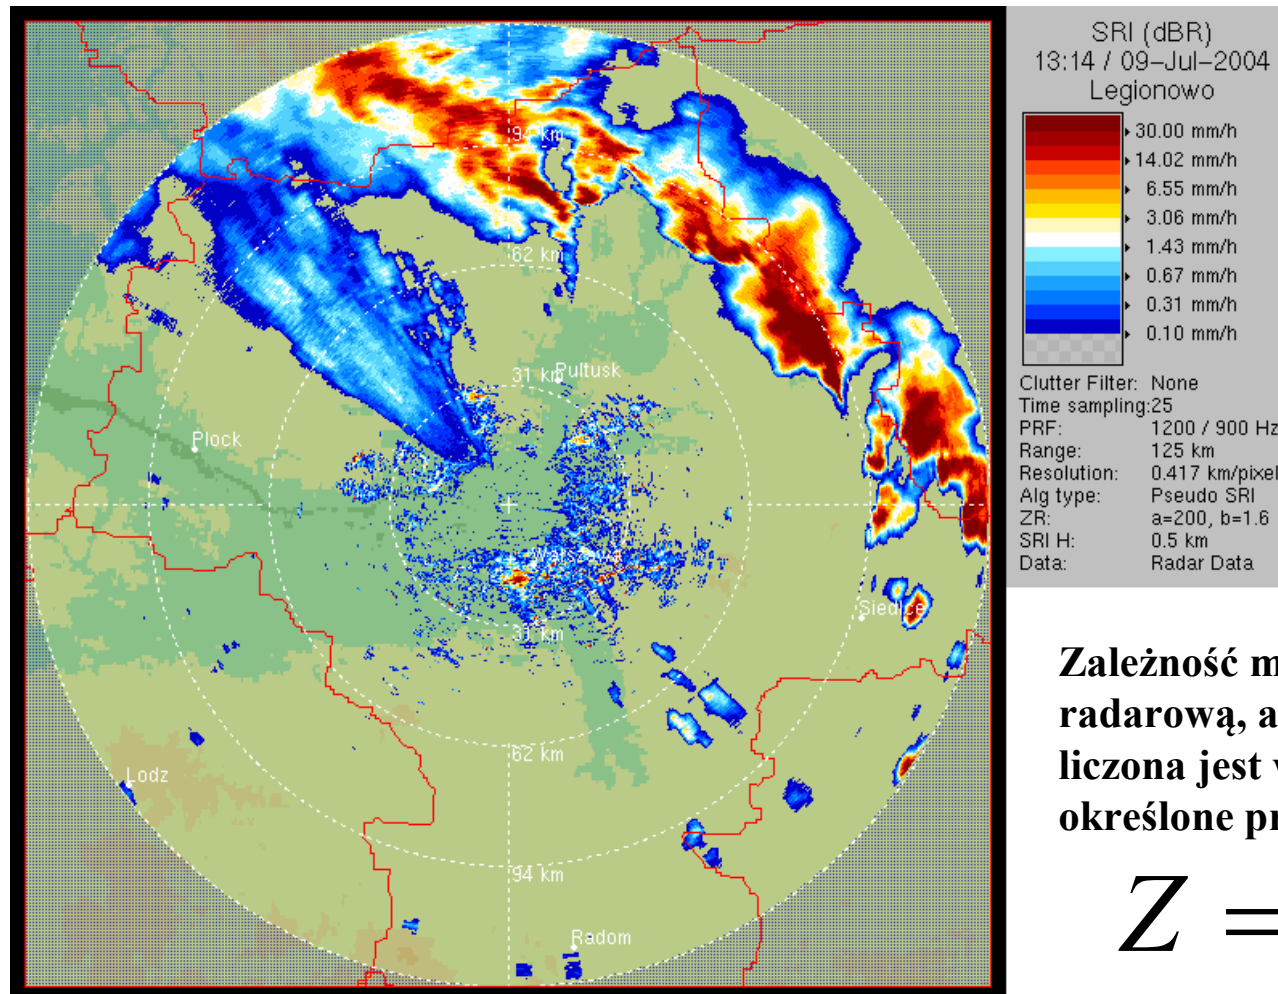 94 km
62 km
31 km
Pultusk
Plock
Warszawa
31 km
Siedlce
62 km
Lodz
94 km
Radom
SRI (dBR)
13:14 / 09-Jul-2004
Legionowo
30.00 mm/h
14.02 mm/h
6.55 mm/h
3.06 mm/h
1.43 mm/h
0.67 mm/h
0.31 mm/h
0.10 mm/h
Clutter Filter: None
Time sampling:25
PRF: 1200 / 900 Hz
Range: 125 km
Resolution: 0.417 km/pixel
Alg type: Pseudo SRI
ZR: a=200, b=1.6
SRI H: 0.5 km
Data: Radar Data
Zależność m
radarową, a
liczona jest w
określone pr
Z =